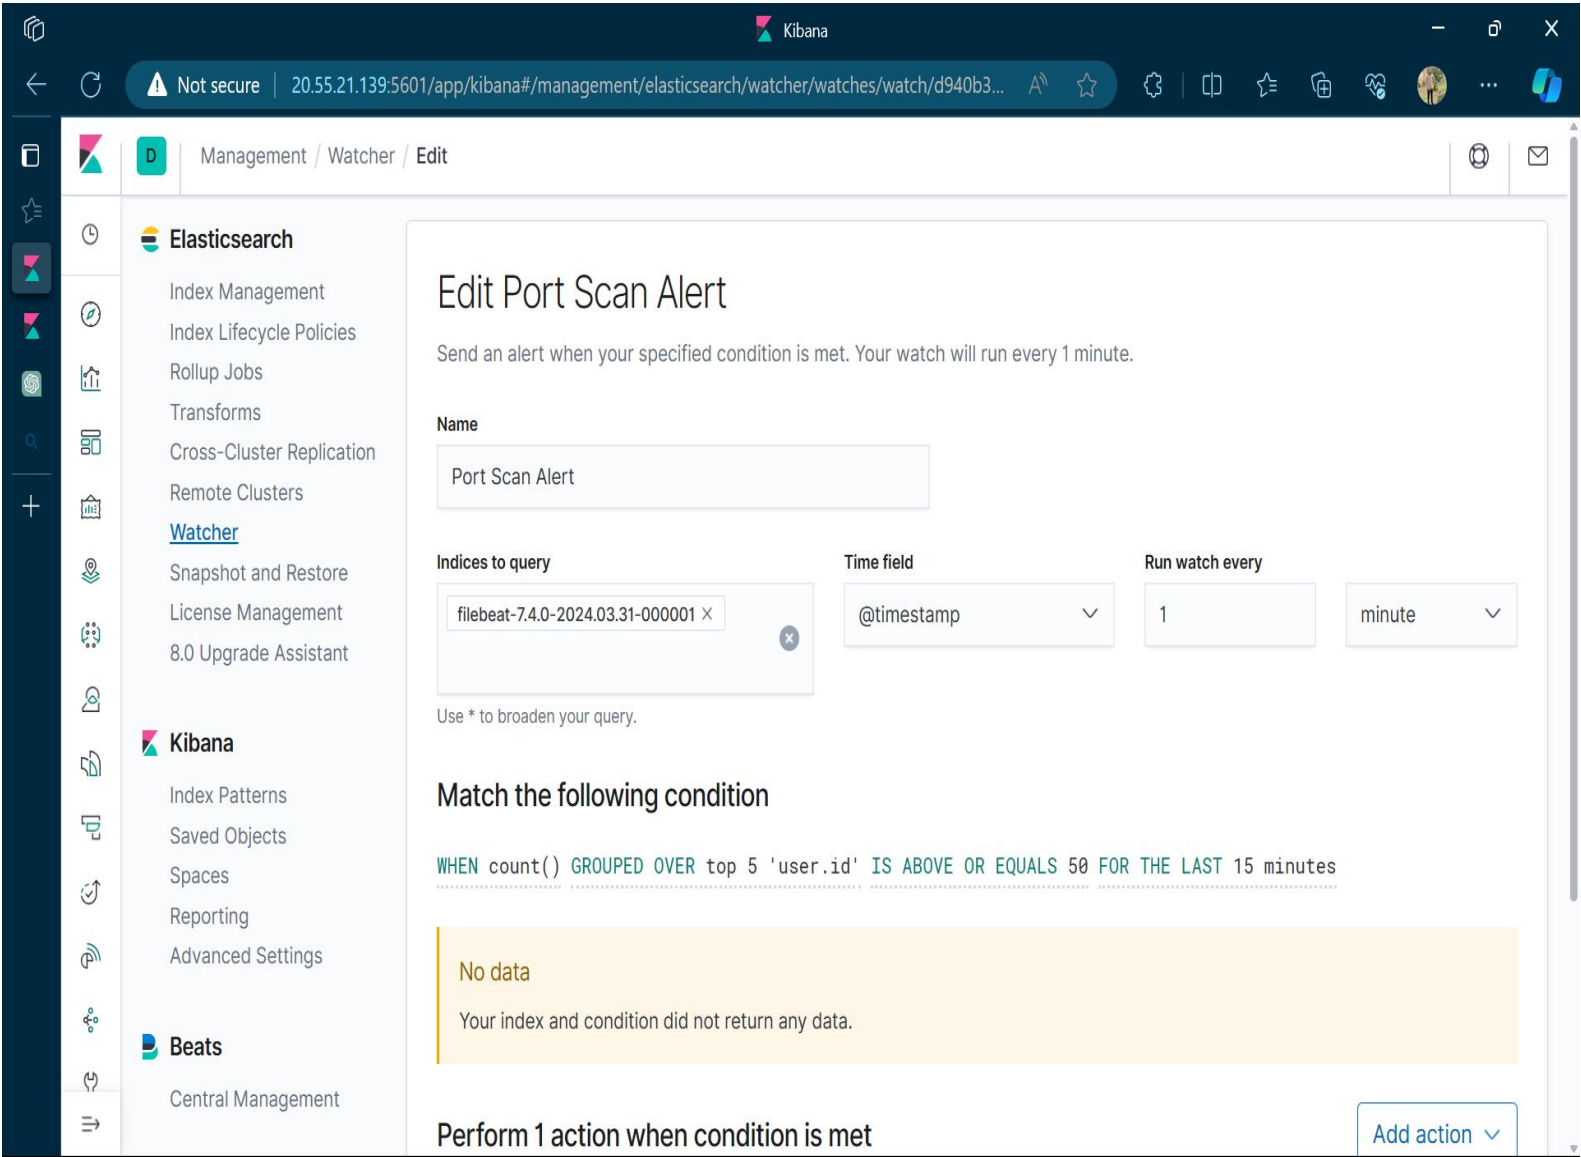 Kibana
Not secure
20.55.21.139:5601/app/kibana#/management/elasticsearch/watcher/watches/watch/d940b3...
D
Management / Watcher / Edit
Elasticsearch
Index Management
Index Lifecycle Policies
Rollup Jobs
Transforms
Cross-Cluster Replication
Remote Clusters
Watcher
Snapshot and Restore
License Management
8.0 Upgrade Assistant
Kibana
Index Patterns
Saved Objects
Spaces
Reporting
Advanced Settings
Beats
Central Management
Edit Port Scan Alert
Send an alert when your specified condition is met. Your watch will run every 1 minute.
Name
Port Scan Alert
Indices to query
filebeat-7.4.0-2024.03.31-000001
Use * to broaden your query.
Time field
@timestamp
Run watch every
1
minute
Match the following condition
WHEN count() GROUPED OVER top 5 'user.id' IS ABOVE OR EQUALS 50 FOR THE LAST 15 minutes
No data
Your index and condition did not return any data.
Perform 1 action when condition is met
Add action